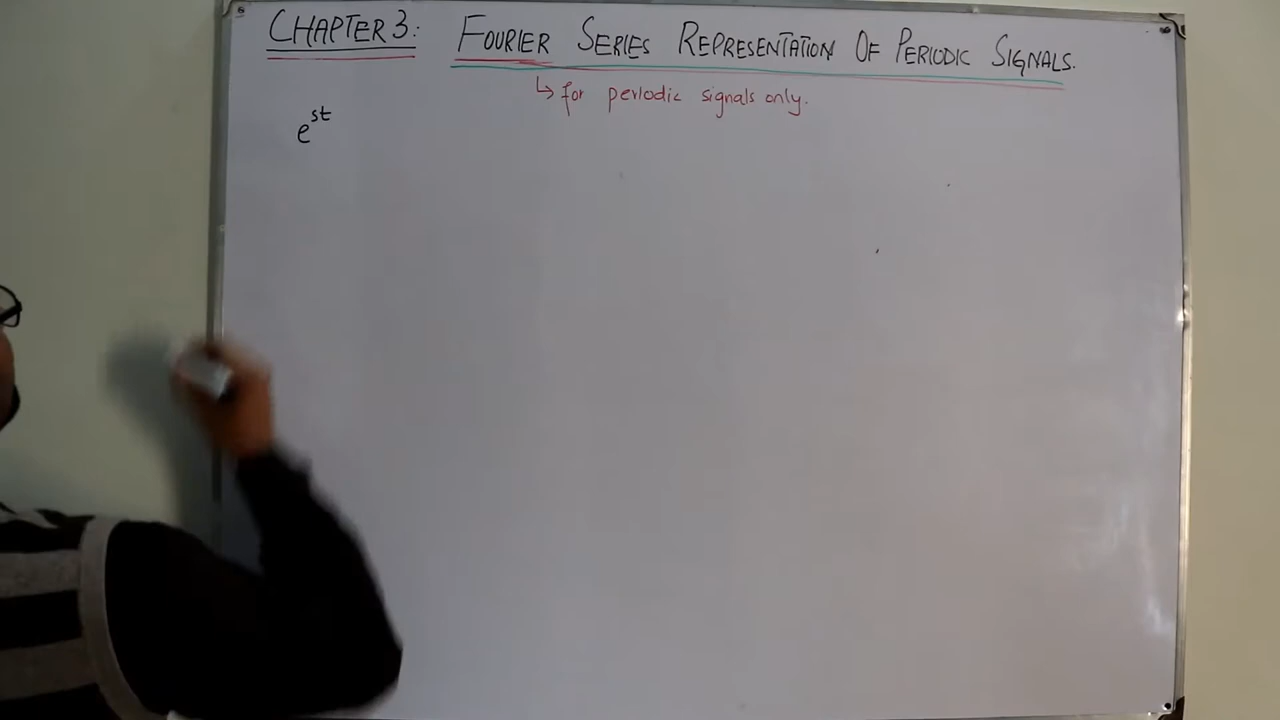 CHAPTER 3: FOURIER SERIES REPRESENTATION OF PERIODIC SIGNALS.
↳ for periodic signals only.
e^st